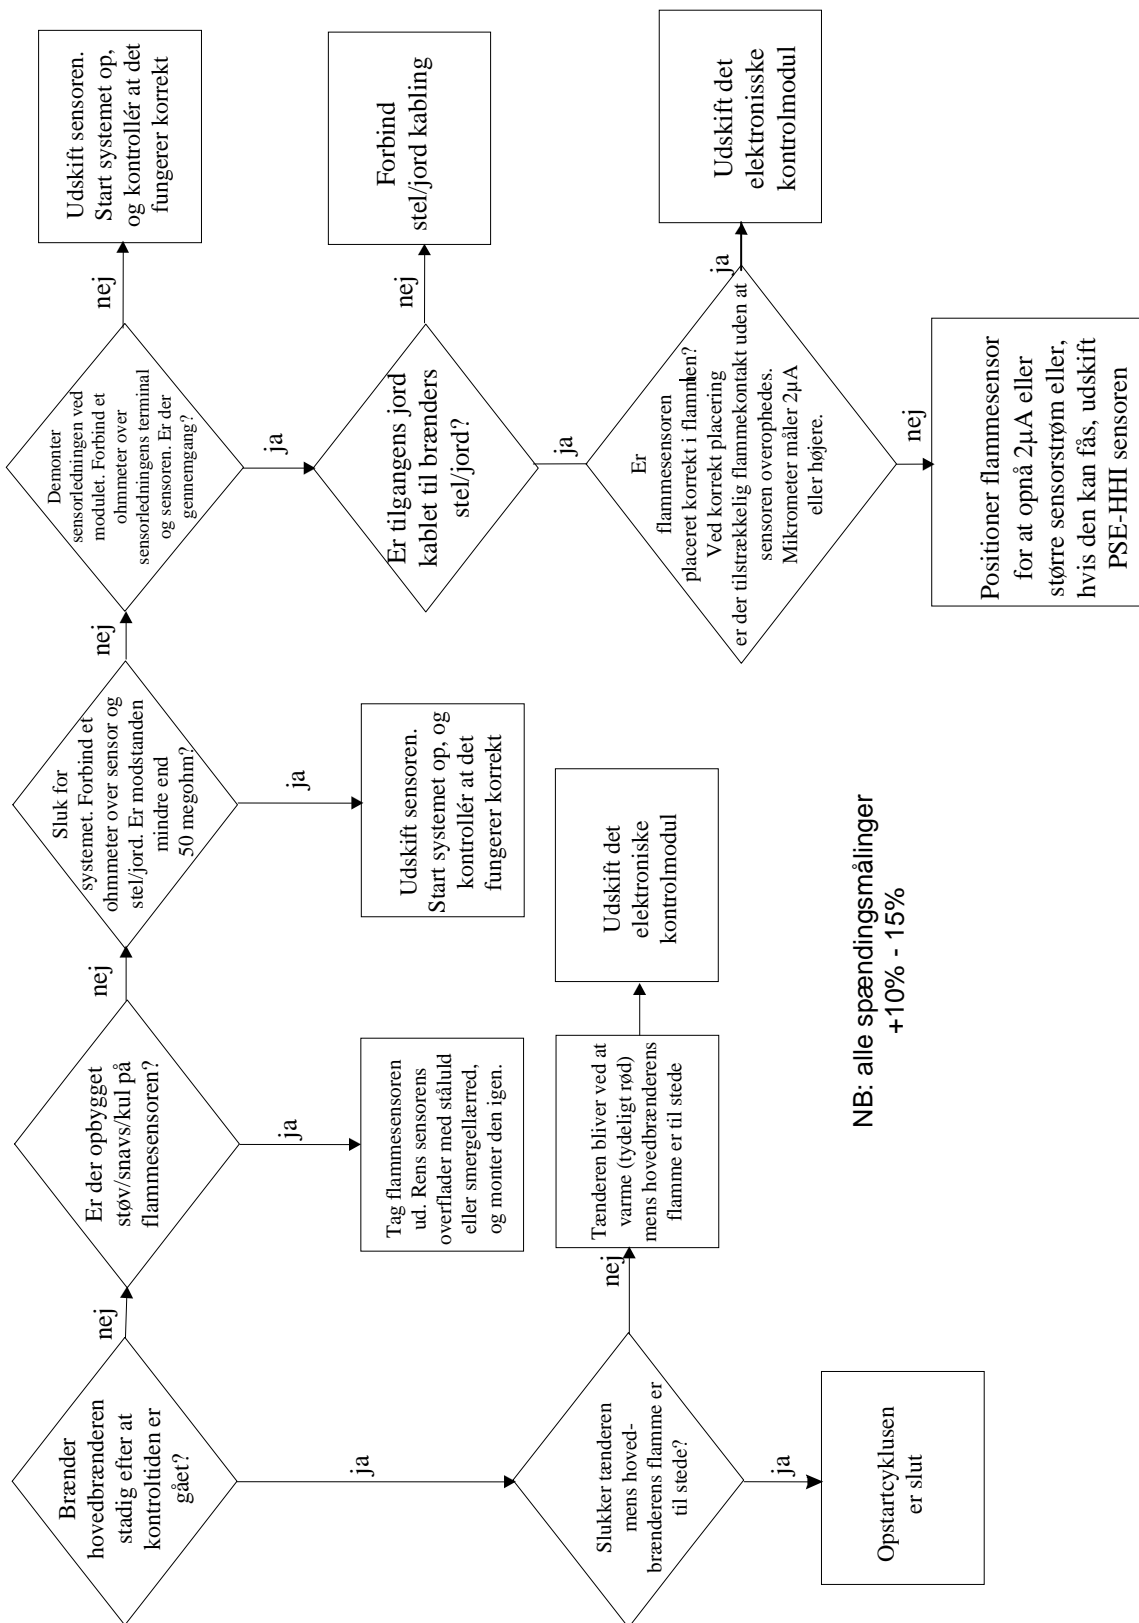 Brænder
hovedbrænderen
stadig efter at
kontroltiden er
gået?
nej
Er der opbygget
støv/snavs/kul på
flammesensoren?
nej
Sluk for
systemet. Forbind et
ohmmeter over sensor og
stel/jord. Er modstanden
mindre end
50 megohm?
nej
Demonter
sensorledningen ved
modulet. Forbind et
ohmmeter over
sensorledningens terminal
og sensoren. Er der
gennemgang?
nej
Udskift sensoren.
Start systemet op,
og kontrollér at det
fungerer korrekt
ja
ja
Tag flammesensoren
ud. Rens sensorens
overflader med ståluld
eller smergellærred,
og monter den igen.
ja
Udskift sensoren.
Start systemet op, og
kontrollér at det
fungerer korrekt
ja
Er tilgangens jord
kablet til brænders
stel/jord?
nej
Forbind
stel/jord kabling
Slukker tænderen
mens hoved-
brænderens flamme er
til stede?
nej
Tænderen bliver ved at
varme (tydeligt rød)
mens hovedbrænderens
flamme er til stede
Udskift det
elektroniske
kontrolmodul
ja
Er
flammesensoren
placeret korrekt i flammen?
Ved korrekt placering
er der tilstrækkelig flammekontakt uden at
sensoren overophedes.
Mikrometer måler 2µA
eller højere.
ja
Udskift det
elektronisske
kontrolmodul
ja
Opstartcyklusen
er slut
NB: alle spændingsmålinger
+10% - 15%
nej
Positioner flammesensor
for at opnå 2µA eller
større sensorstrøm eller,
hvis den kan fås, udskift
PSE-HHI sensoren